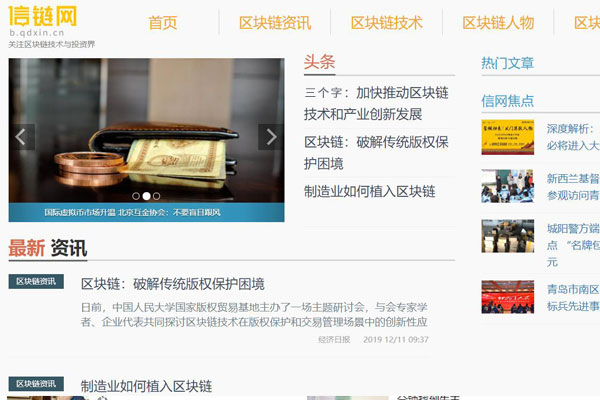 信链网
b.qdxin.cn
关注区块链技术与投资界
首页
区块链资讯
区块链技术
区块链人物
区块
头条
三个字：加快推动区块链
技术和产业创新发展
区块链：破解传统版权保
护困境
制造业如何植入区块链
国际虚拟币市场升温 北京互金协会：不要盲目跟风
热门文章
信网焦点
深度解析：
必将进入大
新西兰基督
参观访问青
城阳警方端
点 “名牌包
元
青岛市南区
标兵先进事
最新 资讯
区块链资讯
区块链：破解传统版权保护困境
日前，中国人民大学国家版权贸易基地主办了一场主题研讨会，与会专家学
者、企业代表共同探讨区块链技术在版权保护和交易管理场景中的创新性应
经济日报 2019 12/11 09:37
区块链资讯
制造业如何植入区块链